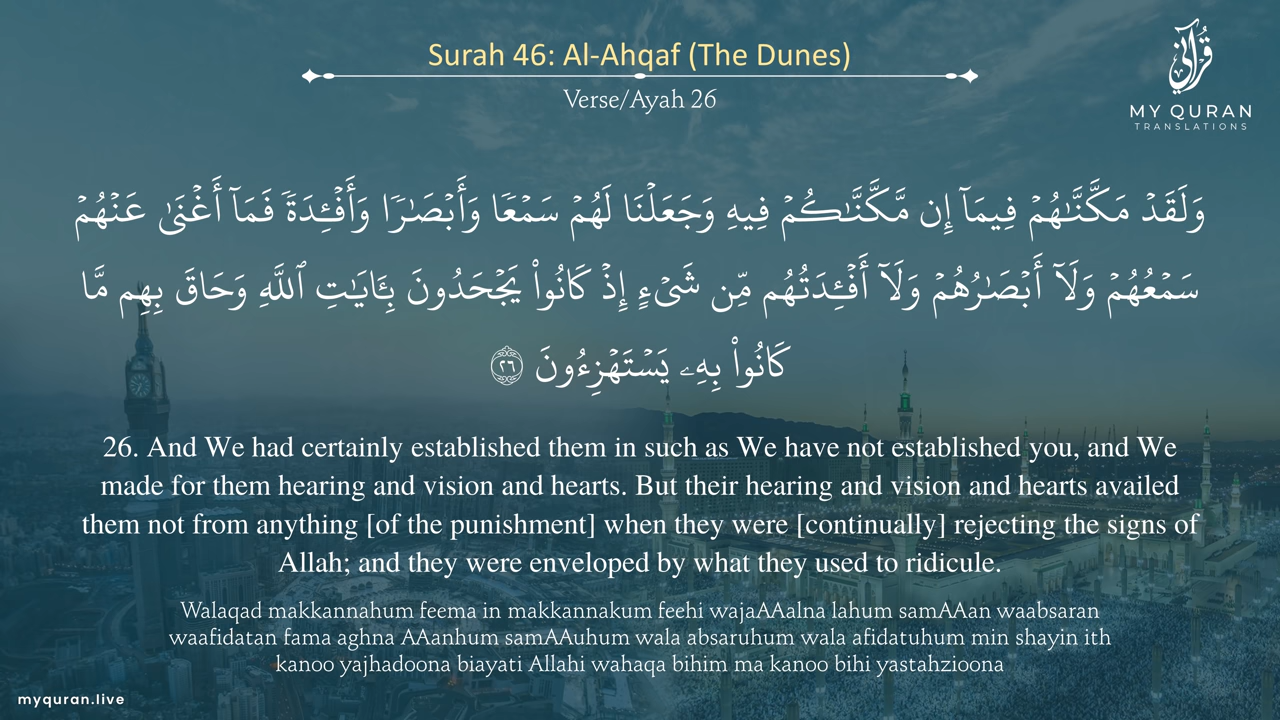 Surah 46: Al-Ahqaf (The Dunes)
Verse/Ayah 26
قُرْآنِي
MY QURAN
TRANSLATIONS
وَلَقَدۡ مَكَّنَّـٰهُمۡ فِيمَآ إِن مَّكَّنَّـٰكُمۡ فِيهِ وَجَعَلۡنَا لَهُمۡ سَمۡعٗا وَأَبۡصَـٰرٗا وَأَفۡـِٔدَةٗ فَمَآ أَغۡنَىٰ عَنۡهُمۡ
سَمۡعُهُمۡ وَلَآ أَبۡصَـٰرُهُمۡ وَلَآ أَفۡـِٔدَتُهُم مِّن شَىۡءٍ إِذۡ كَانُواْ يَجۡحَدُونَ بِـَٔايَـٰتِ ٱللَّهِ وَحَاقَ بِهِم مَّا
كَانُواْ بِهِۦ يَسۡتَهۡزِءُونَ ٢٦
26. And We had certainly established them in such as We have not established you, and We
made for them hearing and vision and hearts. But their hearing and vision and hearts availed
them not from anything [of the punishment] when they were [continually] rejecting the signs of
Allah; and they were enveloped by what they used to ridicule.
Walaqad makkannahum feema in makkannakum feehi wajaAAalna lahum samAAan waabsaran
waafidatan fama aghna AAanhum samAAuhum wala absaruhum wala afidatuhum min shayin ith
kanoo yajhadoona biayati Allahi wahaqa bihim ma kanoo bihi yastahzioona
myquran.live